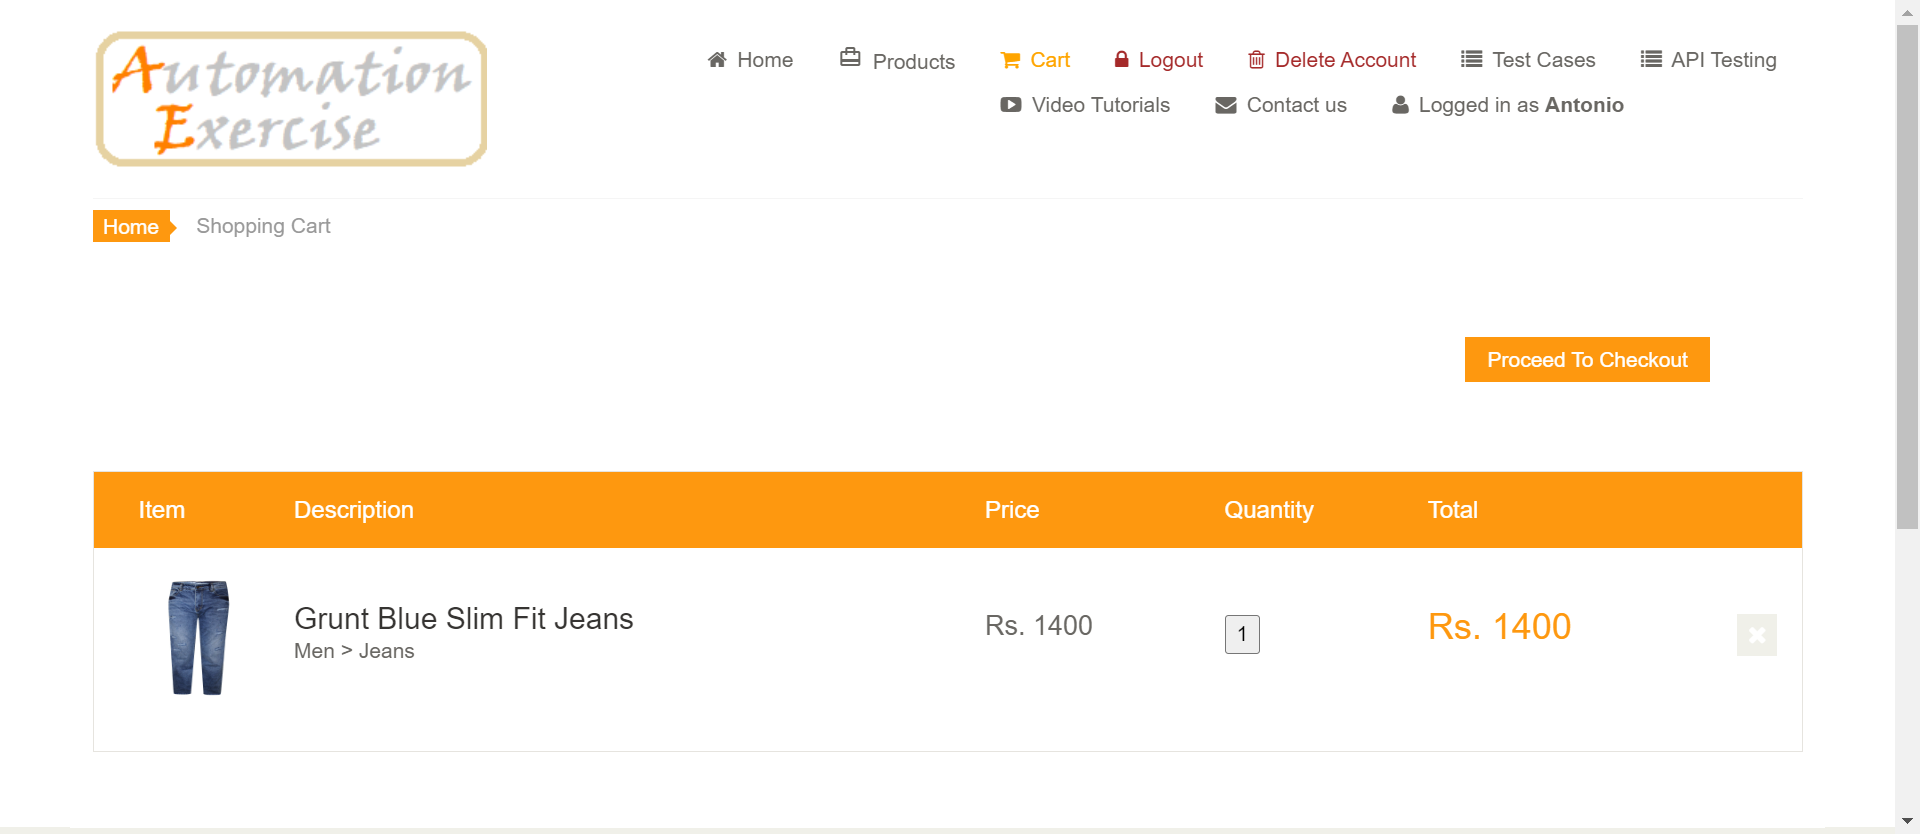 Automation
Exercise
Home
Products
Cart
Logout
Delete Account
Test Cases
API Testing
Video Tutorials
Contact us
Logged in as Antonio
Home
Shopping Cart
Proceed To Checkout
Item Description Price Quantity Total
Grunt Blue Slim Fit Jeans
Men > Jeans
Rs. 1400
1
Rs. 1400